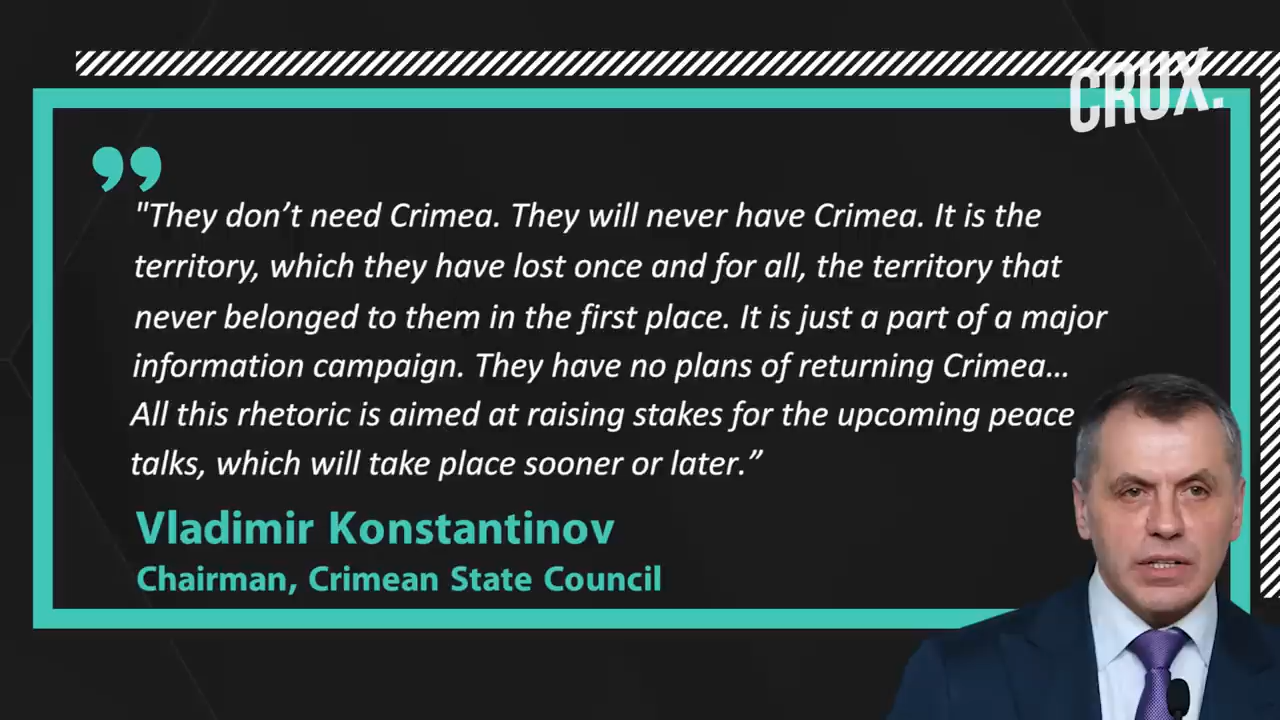 CRUX.
"They don’t need Crimea. They will never have Crimea. It is the
territory, which they have lost once and for all, the territory that
never belonged to them in the first place. It is just a part of a major
information campaign. They have no plans of returning Crimea...
All this rhetoric is aimed at raising stakes for the upcoming peace
talks, which will take place sooner or later.”
Vladimir Konstantinov
Chairman, Crimean State Council